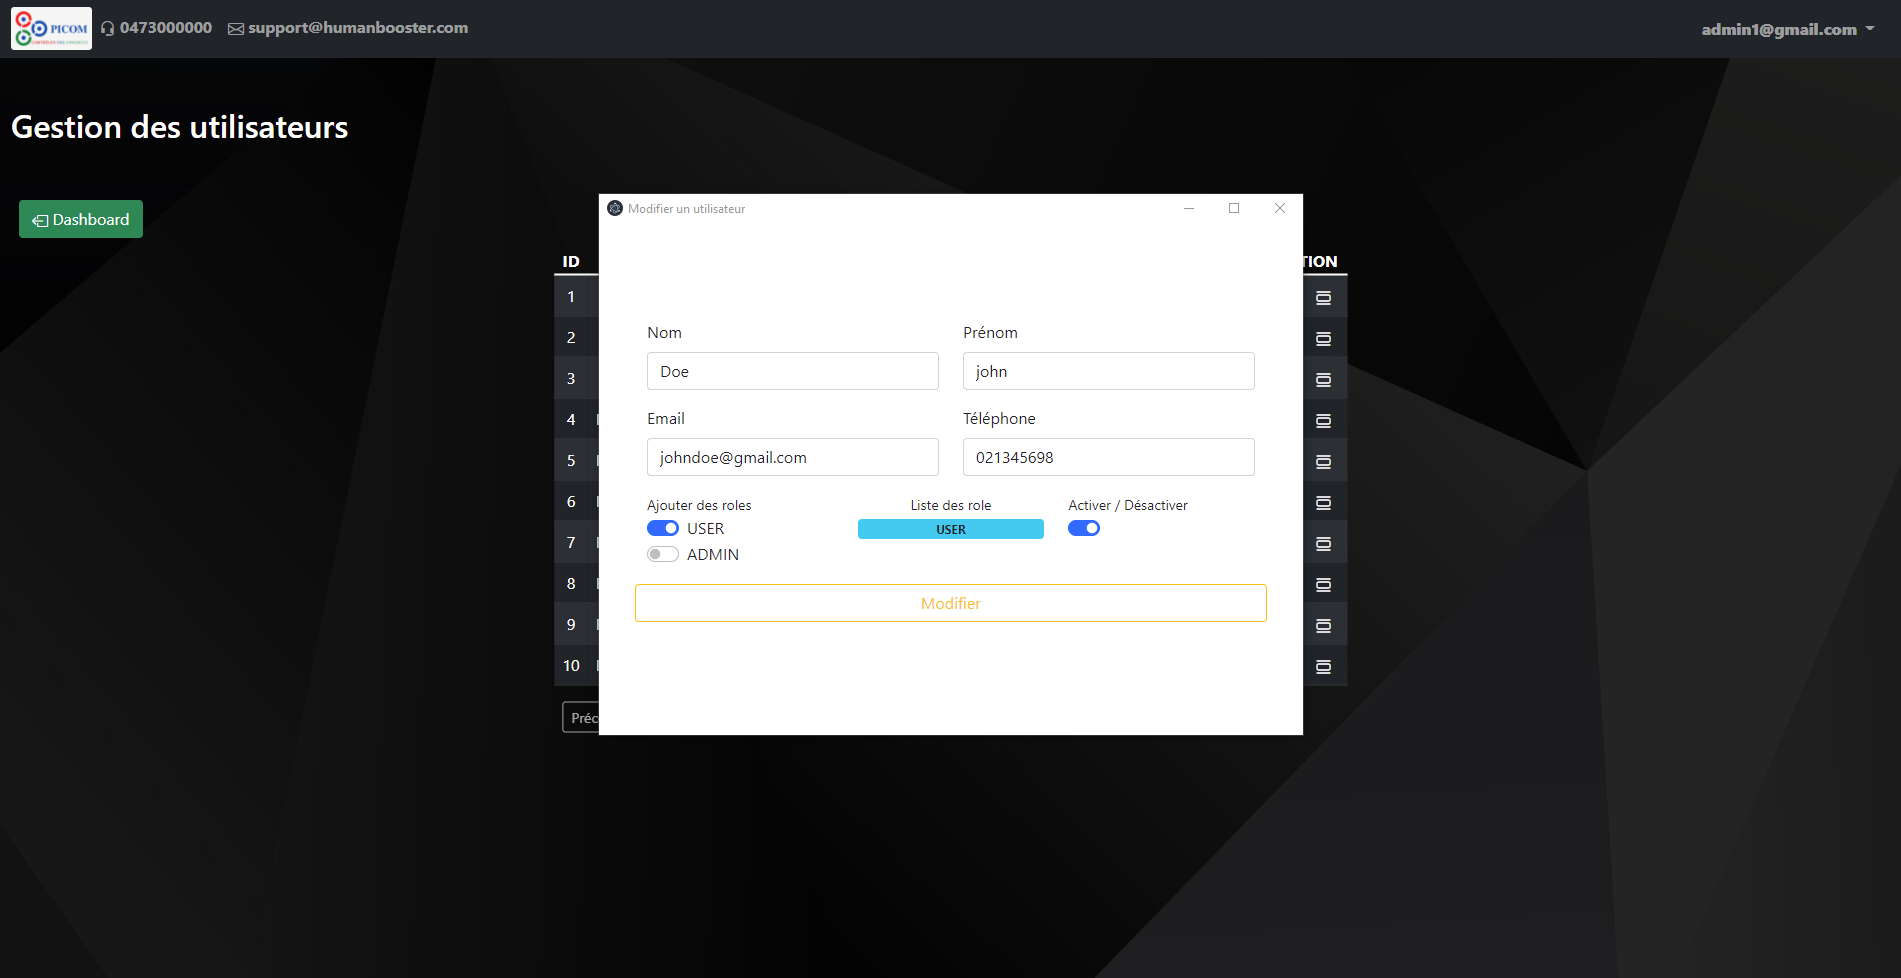 PICOM
0473000000
support@humanbooster.com
admin1@gmail.com
Gestion des utilisateurs
Dashboard
Modifier un utilisateur
ID
TION
1
2
3
4
5
6
7
8
9
10
Nom
Prénom
Doe
john
Email
Téléphone
johndoe@gmail.com
021345698
Ajouter des roles
Liste des role
Activer / Désactiver
USER
USER
ADMIN
Modifier
Préc